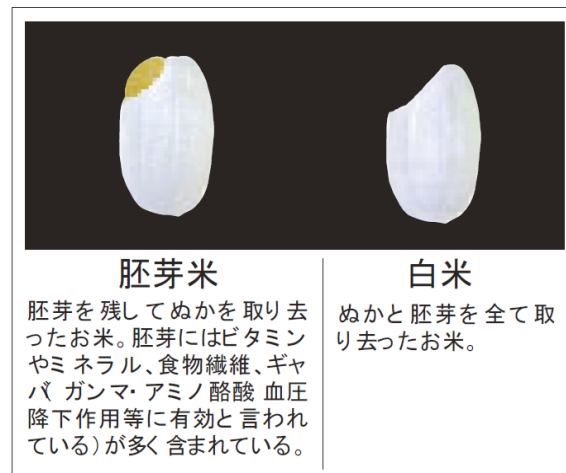 胚芽米
胚芽を残してぬかを取り去
ったお米。胚芽にはビタミン
やミネラル、食物繊維、ギャ
バ ガンマ・アミノ酪酸 血圧
降下作用等に有効と言われ
ている）が多く含まれている。
白米
ぬかと胚芽を全て取
り去ったお米。